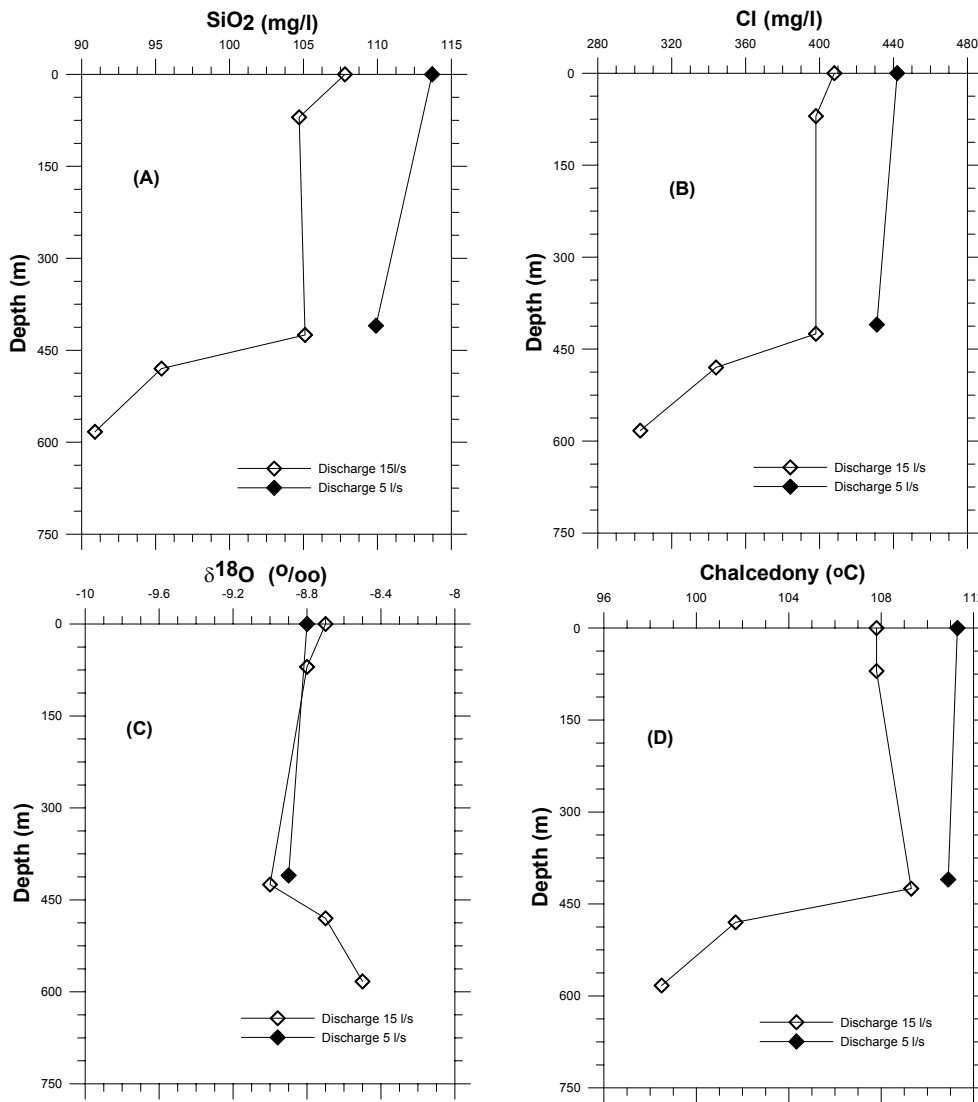 SiO2 (mg/l)
90 95 100 105 110 115
0
150
300
450
600
750
Depth (m)
(A)
Discharge 15l/s
Discharge 5 l/s
Cl (mg/l)
280 320 360 400 440 480
0
150
300
450
600
750
Depth (m)
(B)
Discharge 15 l/s
Discharge 5 l/s
δ18O (o/oo)
-10 -9.6 -9.2 -8.8 -8.4 -8
0
150
300
450
600
750
Depth (m)
(C)
Discharge 15 l/s
Discharge 5 l/s
Chalcedony (oC)
96 100 104 108 112
0
150
300
450
600
750
Depth (m)
(D)
Discharge 15 l/s
Discharge 5 l/s